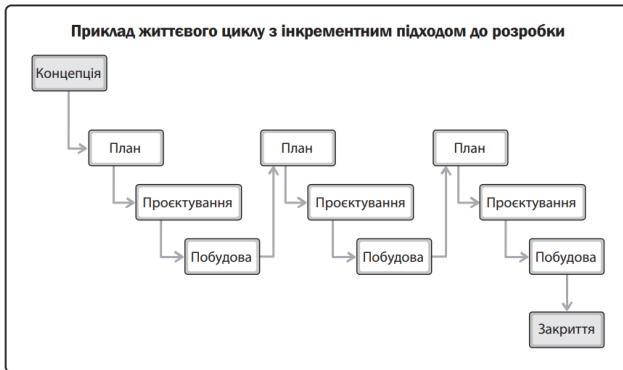 Приклад життєвого циклу з інкрементним підходом до розробки
Концепція
План
План
План
Проєктування
Проєктування
Проєктування
Побудова
Побудова
Побудова
Закриття